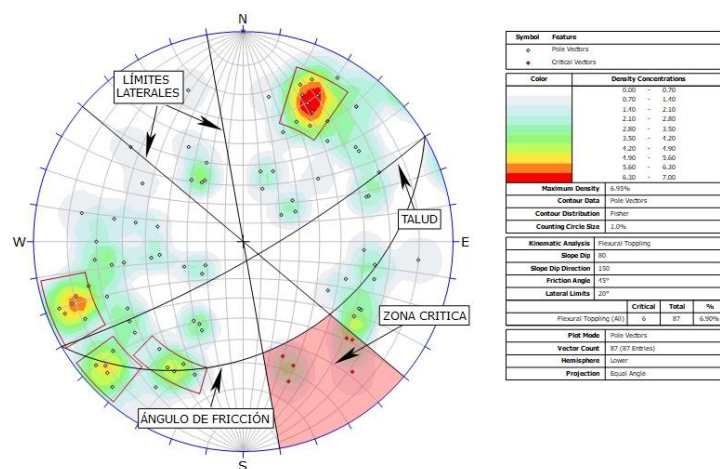 N
LÍMITES
LATERALES
W
E
TALUD
ZONA CRITICA
ÁNGULO DE FRICCIÓN
S
Symbol Feature
Pole Vectors
Critical Vectors
Color Density Concentrations
0.00 - 0.70
0.70 - 1.40
1.40 - 2.10
2.10 - 2.80
2.80 - 3.50
3.50 - 4.20
4.20 - 4.90
4.90 - 5.60
5.60 - 6.30
6.30 - 7.00
Maximum Density 6.95%
Contour Data Pole Vectors
Contour Distribution Fisher
Counting Circle Size 1.0%
Kinematic Analysis Flexural Toppling
Slope Dip 80
Slope Dip Direction 150
Friction Angle 45°
Lateral Limits 20°
Critical Total %
Flexural Toppling (All) 6 87 6.90%
Plot Mode Pole Vectors
Vector Count 87 (87 Entries)
Hemisphere Lower
Projection Equal Angle